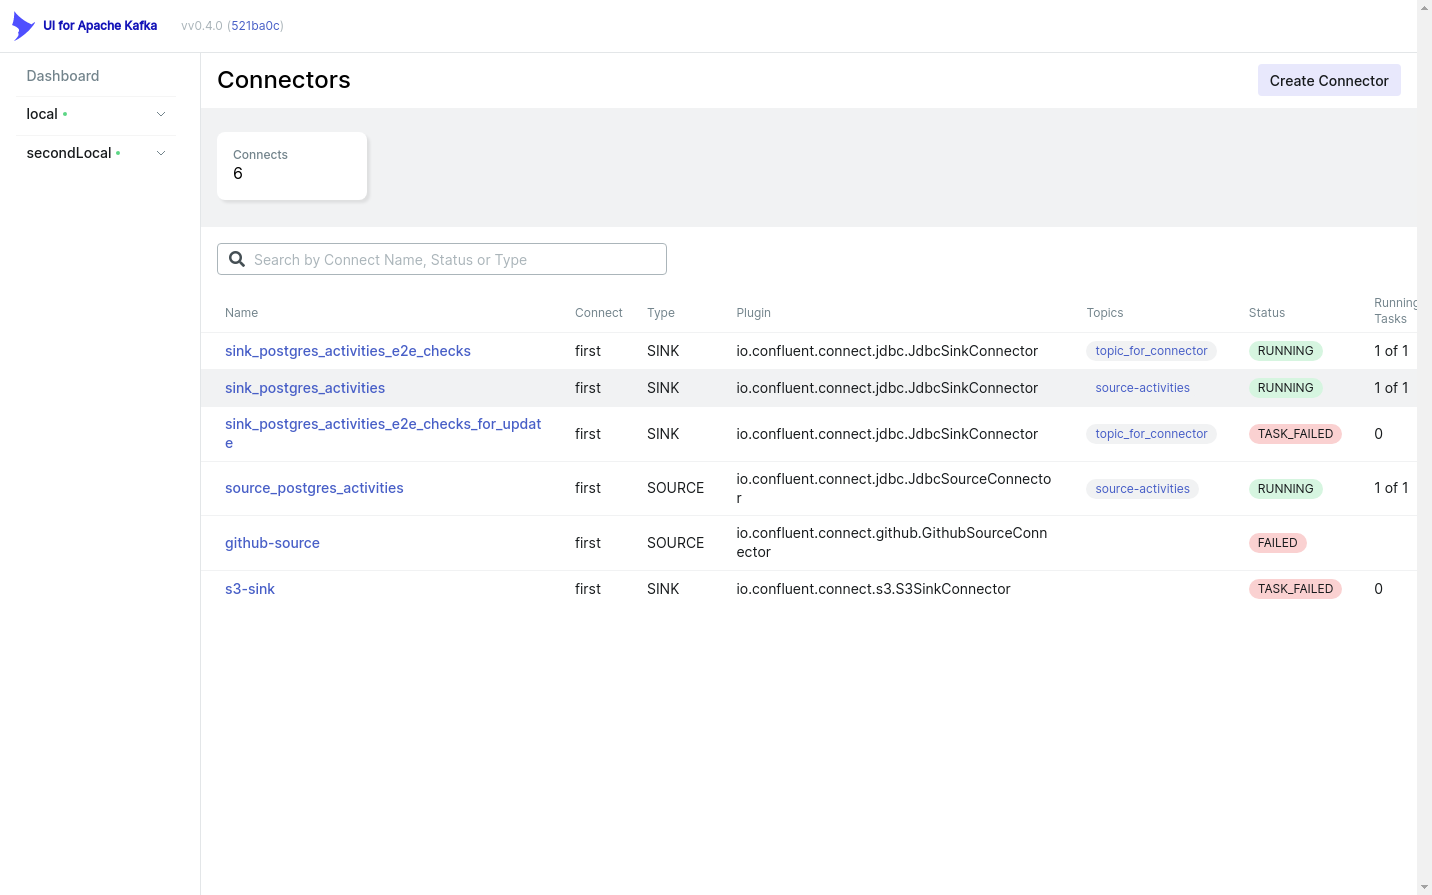 UI for Apache Kafka vv0.4.0 (521ba0c)
Dashboard
local
secondLocal
Connectors
Create Connector
Connects
6
Search by Connect Name, Status or Type
Name Connect Type Plugin Topics Status Running
Tasks
sink_postgres_activities_e2e_checks first SINK io.confluent.connect.jdbc.JdbcSinkConnector topic_for_connector RUNNING 1 of 1
sink_postgres_activities first SINK io.confluent.connect.jdbc.JdbcSinkConnector source-activities RUNNING 1 of 1
sink_postgres_activities_e2e_checks_for_updat
e first SINK io.confluent.connect.jdbc.JdbcSinkConnector topic_for_connector TASK_FAILED 0
source_postgres_activities first SOURCE io.confluent.connect.jdbc.JdbcSourceConnecto
r source-activities RUNNING 1 of 1
github-source first SOURCE io.confluent.connect.github.GithubSourceConn
ector FAILED
s3-sink first SINK io.confluent.connect.s3.S3SinkConnector TASK_FAILED 0